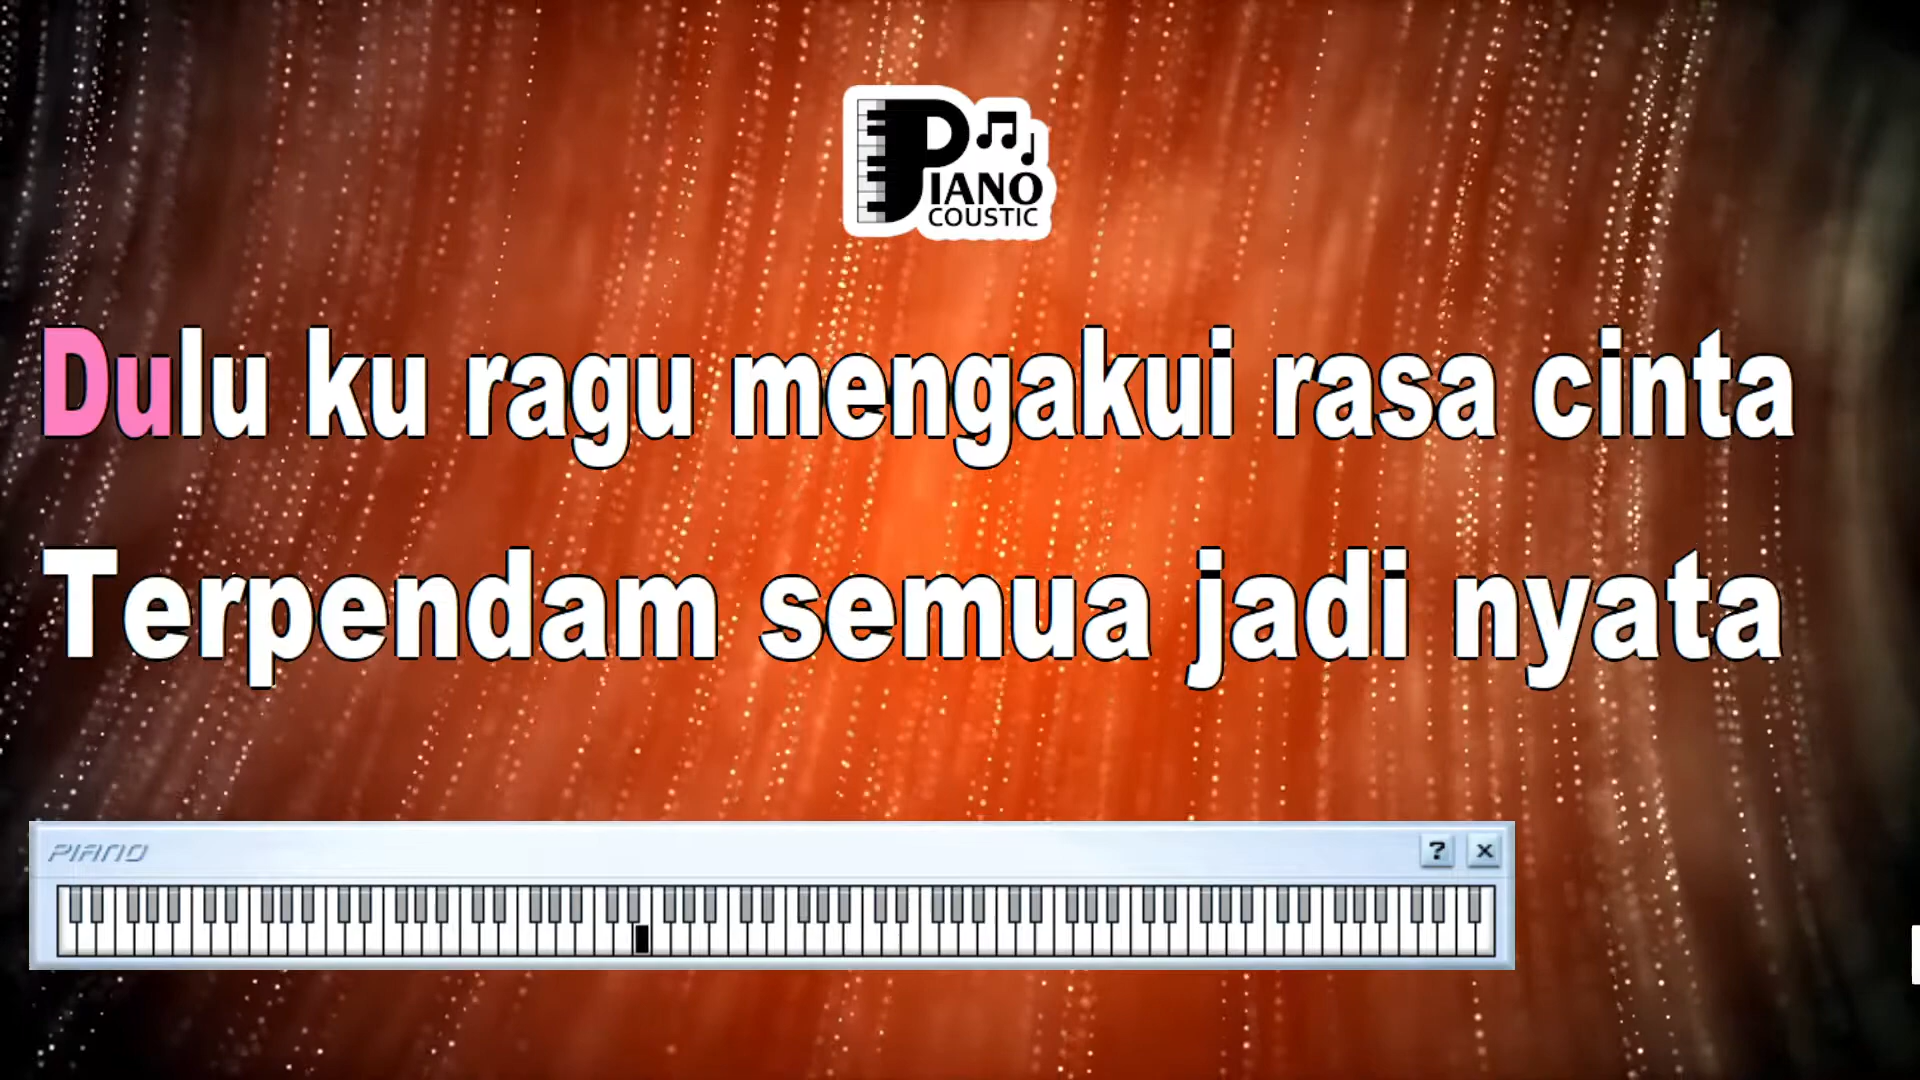 PIANO
COUSTIC
Dulu ku ragu mengakui rasa cinta
Terpendam semua jadi nyata
PIANO
? x